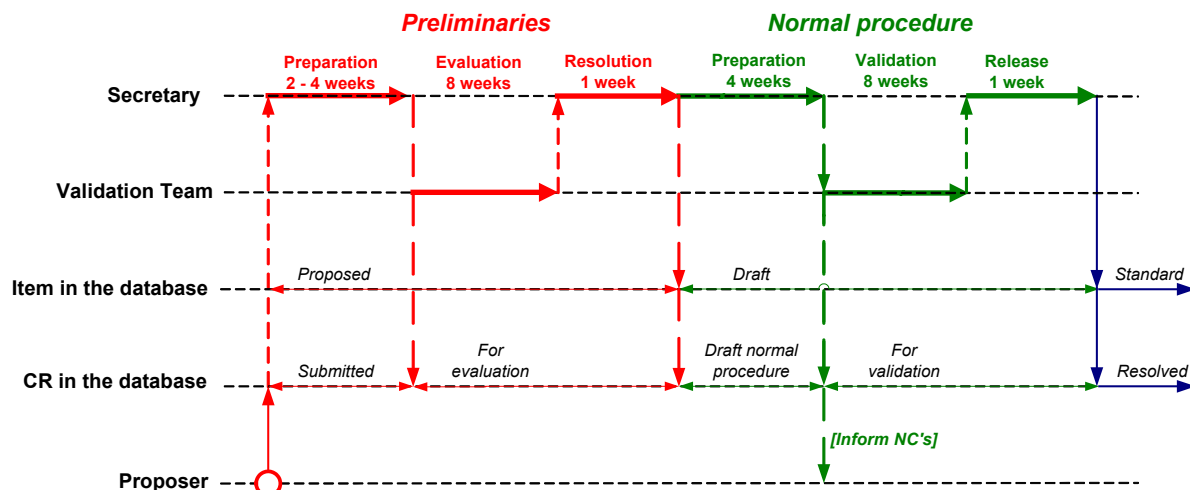 Preliminaries
Normal procedure
Preparation
2 - 4 weeks
Evaluation
8 weeks
Resolution
1 week
Preparation
4 weeks
Validation
8 weeks
Release
1 week
Secretary
Validation Team
Proposed
Draft
Standard
Item in the database
Submitted
For
evaluation
Draft normal
procedure
For
validation
Resolved
CR in the database
[Inform NC's]
Proposer